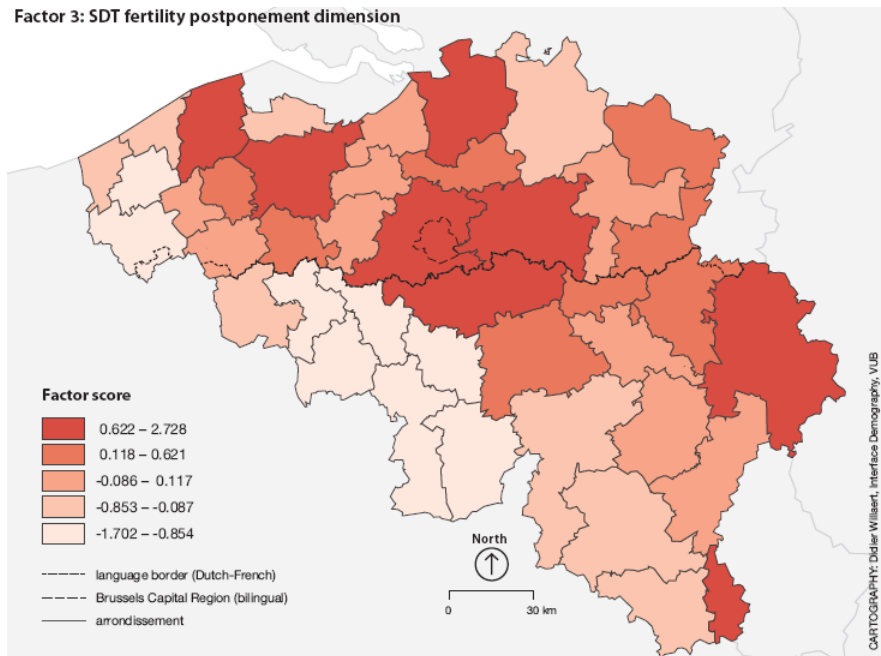 Factor 3: SDT fertility postponement dimension
Factor score
0.622 – 2.728
0.118 – 0.621
-0.086 – 0.117
-0.853 – -0.087
-1.702 – -0.854
language border (Dutch-French)
Brussels Capital Region (bilingual)
arrondissement
North
0 30 km
CARTOGRAPHY: Didier Willaert, Interface Demography, VUB